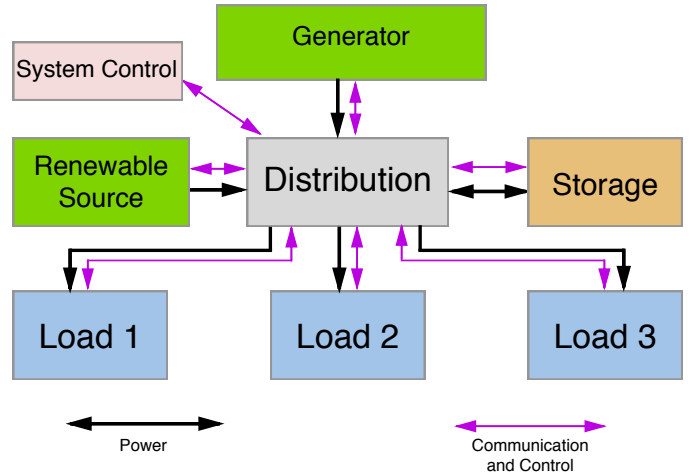 Generator
System Control
Renewable
Source
Distribution
Storage
Load 1
Load 2
Load 3
Power
Communication
and Control